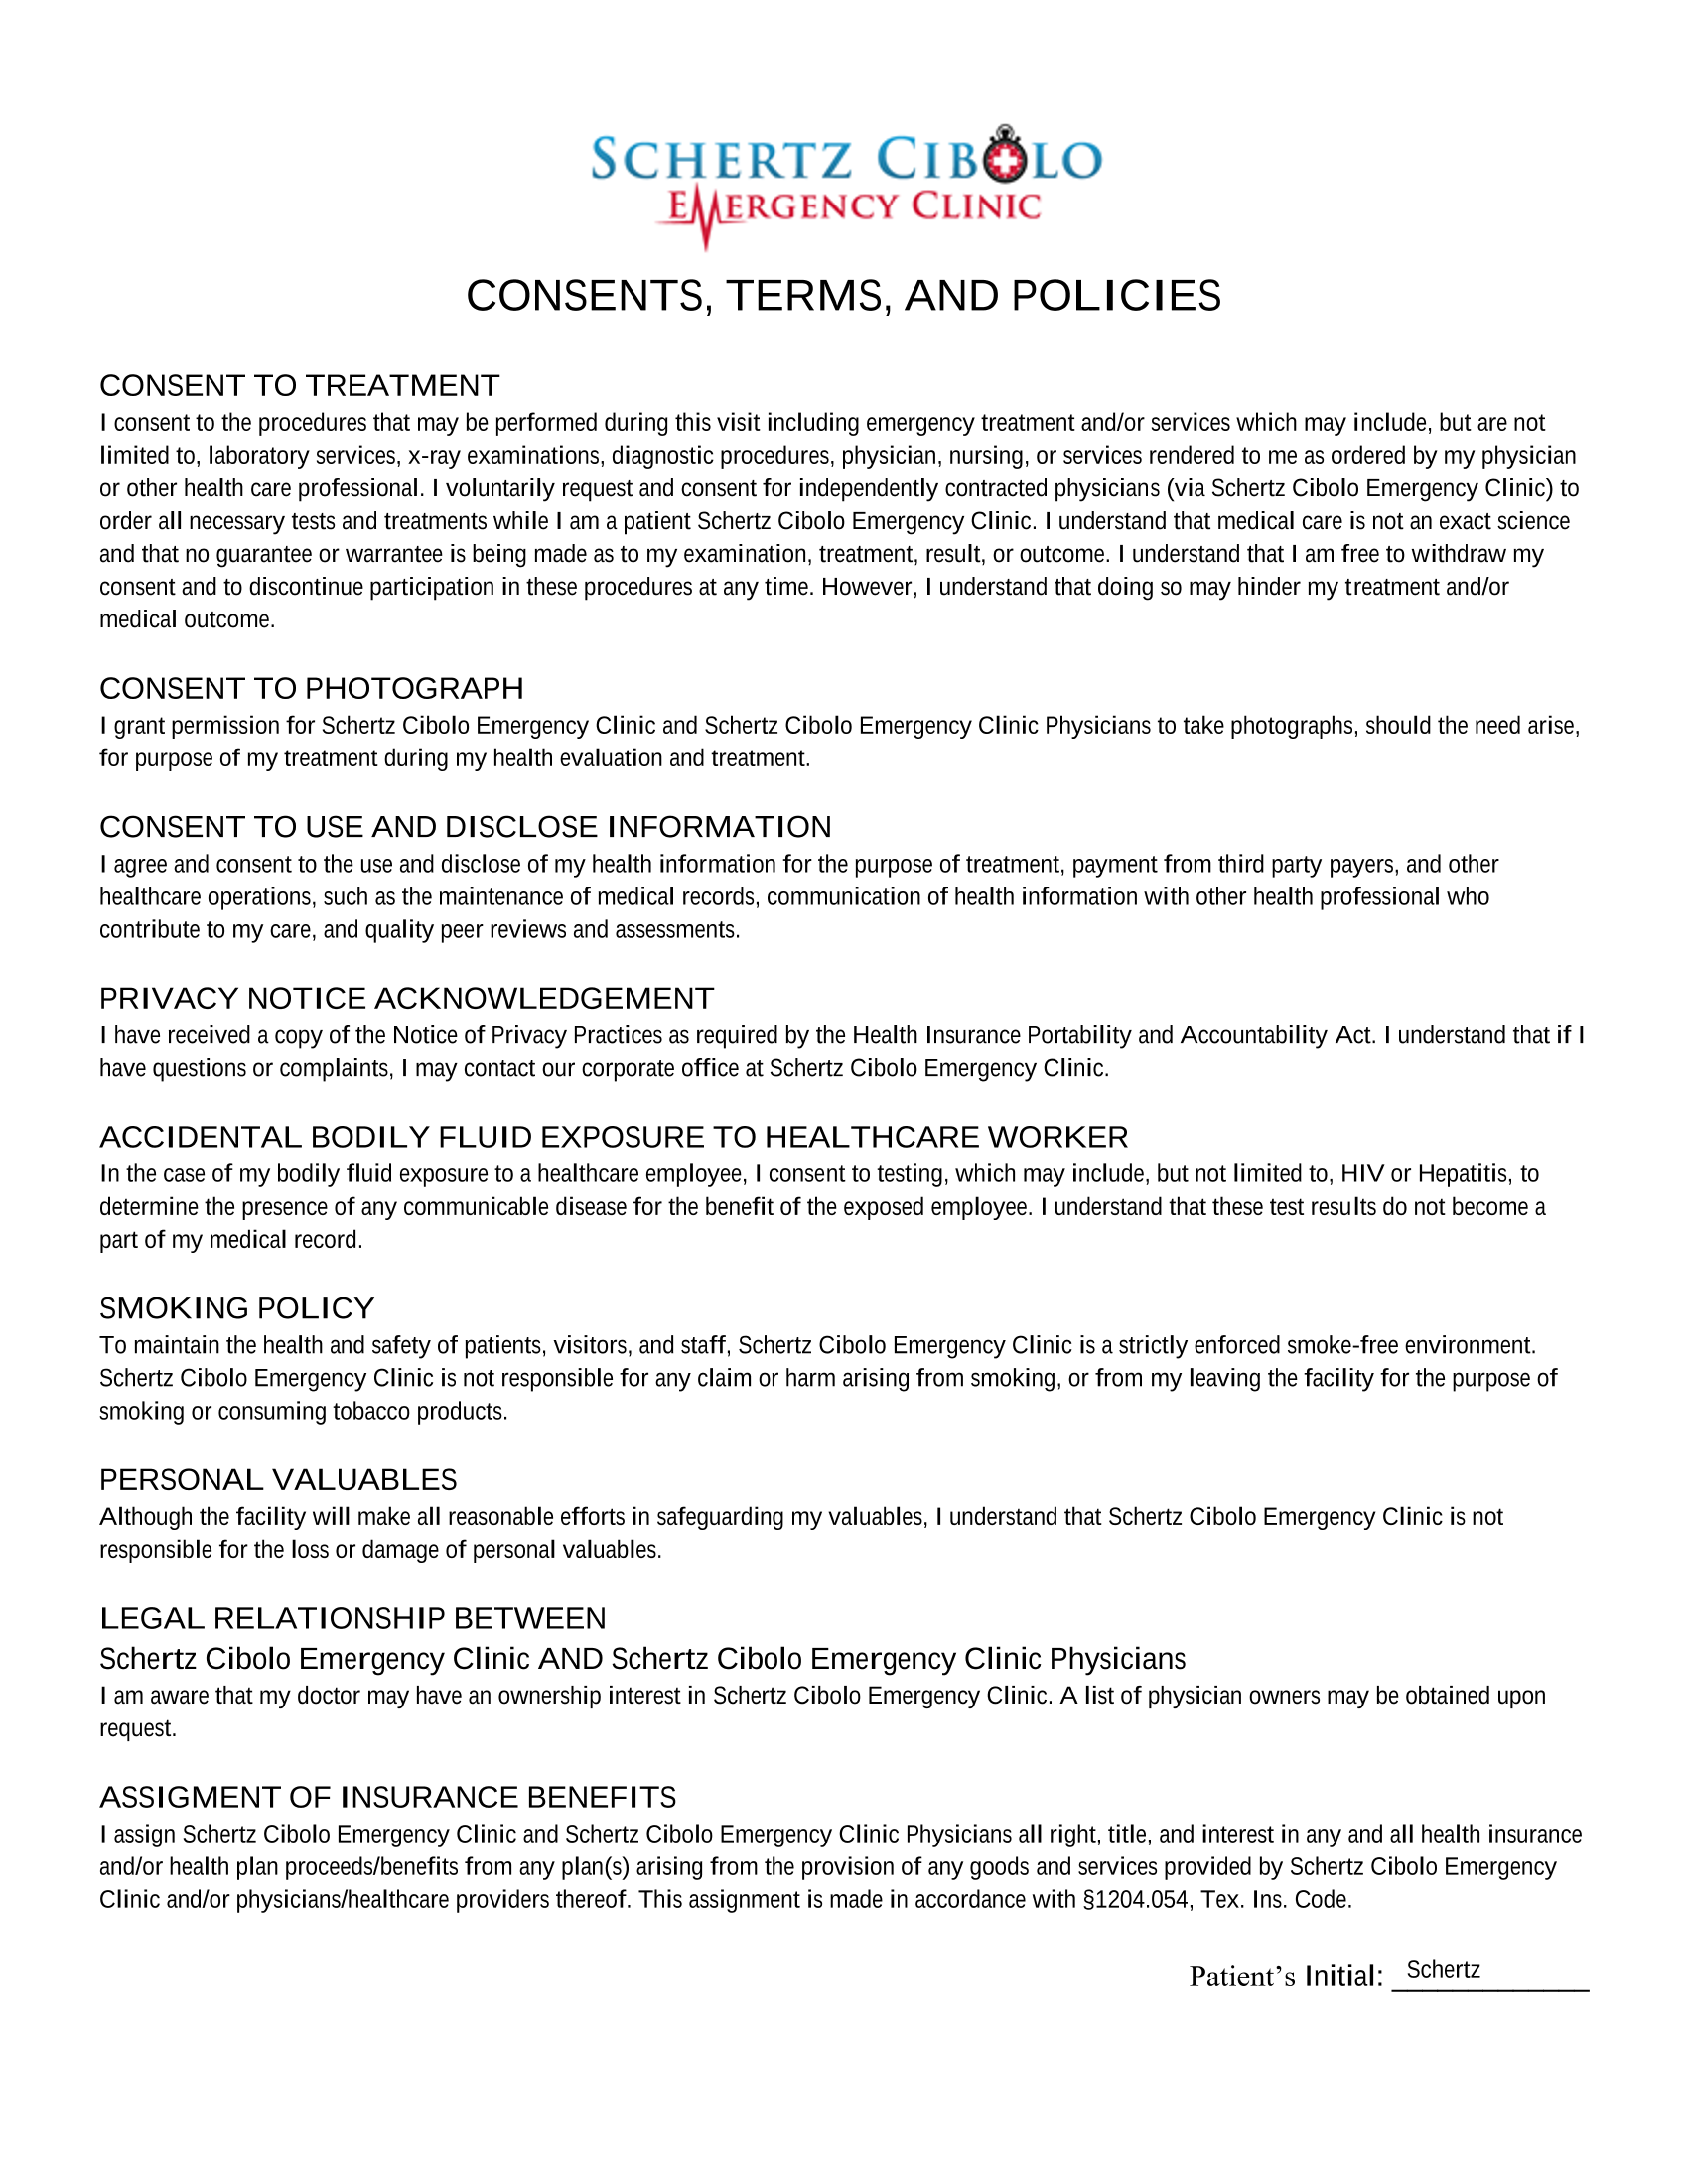 SCHERTZ CIBOLO
EMERGENCY CLINIC
CONSENTS, TERMS, AND POLICIES
CONSENT TO TREATMENT
I consent to the procedures that may be performed during this visit including emergency treatment and/or services which may include, but are not
limited to, laboratory services, x-ray examinations, diagnostic procedures, physician, nursing, or services rendered to me as ordered by my physician
or other health care professional. I voluntarily request and consent for independently contracted physicians (via Schertz Cibolo Emergency Clinic) to
order all necessary tests and treatments while I am a patient Schertz Cibolo Emergency Clinic. I understand that medical care is not an exact science
and that no guarantee or warrantee is being made as to my examination, treatment, result, or outcome. I understand that I am free to withdraw my
consent and to discontinue participation in these procedures at any time. However, I understand that doing so may hinder my treatment and/or
medical outcome.
CONSENT TO PHOTOGRAPH
I grant permission for Schertz Cibolo Emergency Clinic and Schertz Cibolo Emergency Clinic Physicians to take photographs, should the need arise,
for purpose of my treatment during my health evaluation and treatment.
CONSENT TO USE AND DISCLOSE INFORMATION
I agree and consent to the use and disclose of my health information for the purpose of treatment, payment from third party payers, and other
healthcare operations, such as the maintenance of medical records, communication of health information with other health professional who
contribute to my care, and quality peer reviews and assessments.
PRIVACY NOTICE ACKNOWLEDGEMENT
I have received a copy of the Notice of Privacy Practices as required by the Health Insurance Portability and Accountability Act. I understand that if I
have questions or complaints, I may contact our corporate office at Schertz Cibolo Emergency Clinic.
ACCIDENTAL BODILY FLUID EXPOSURE TO HEALTHCARE WORKER
In the case of my bodily fluid exposure to a healthcare employee, I consent to testing, which may include, but not limited to, HIV or Hepatitis, to
determine the presence of any communicable disease for the benefit of the exposed employee. I understand that these test results do not become a
part of my medical record.
SMOKING POLICY
To maintain the health and safety of patients, visitors, and staff, Schertz Cibolo Emergency Clinic is a strictly enforced smoke-free environment.
Schertz Cibolo Emergency Clinic is not responsible for any claim or harm arising from smoking, or from my leaving the facility for the purpose of
smoking or consuming tobacco products.
PERSONAL VALUABLES
Although the facility will make all reasonable efforts in safeguarding my valuables, I understand that Schertz Cibolo Emergency Clinic is not
responsible for the loss or damage of personal valuables.
LEGAL RELATIONSHIP BETWEEN
Schertz Cibolo Emergency Clinic AND Schertz Cibolo Emergency Clinic Physicians
I am aware that my doctor may have an ownership interest in Schertz Cibolo Emergency Clinic. A list of physician owners may be obtained upon
request.
ASSIGMENT OF INSURANCE BENEFITS
I assign Schertz Cibolo Emergency Clinic and Schertz Cibolo Emergency Clinic Physicians all right, title, and interest in any and all health insurance
and/or health plan proceeds/benefits from any plan(s) arising from the provision of any goods and services provided by Schertz Cibolo Emergency
Clinic and/or physicians/healthcare providers thereof. This assignment is made in accordance with §1204.054, Tex. Ins. Code.
Patient’s Initial: Schertz